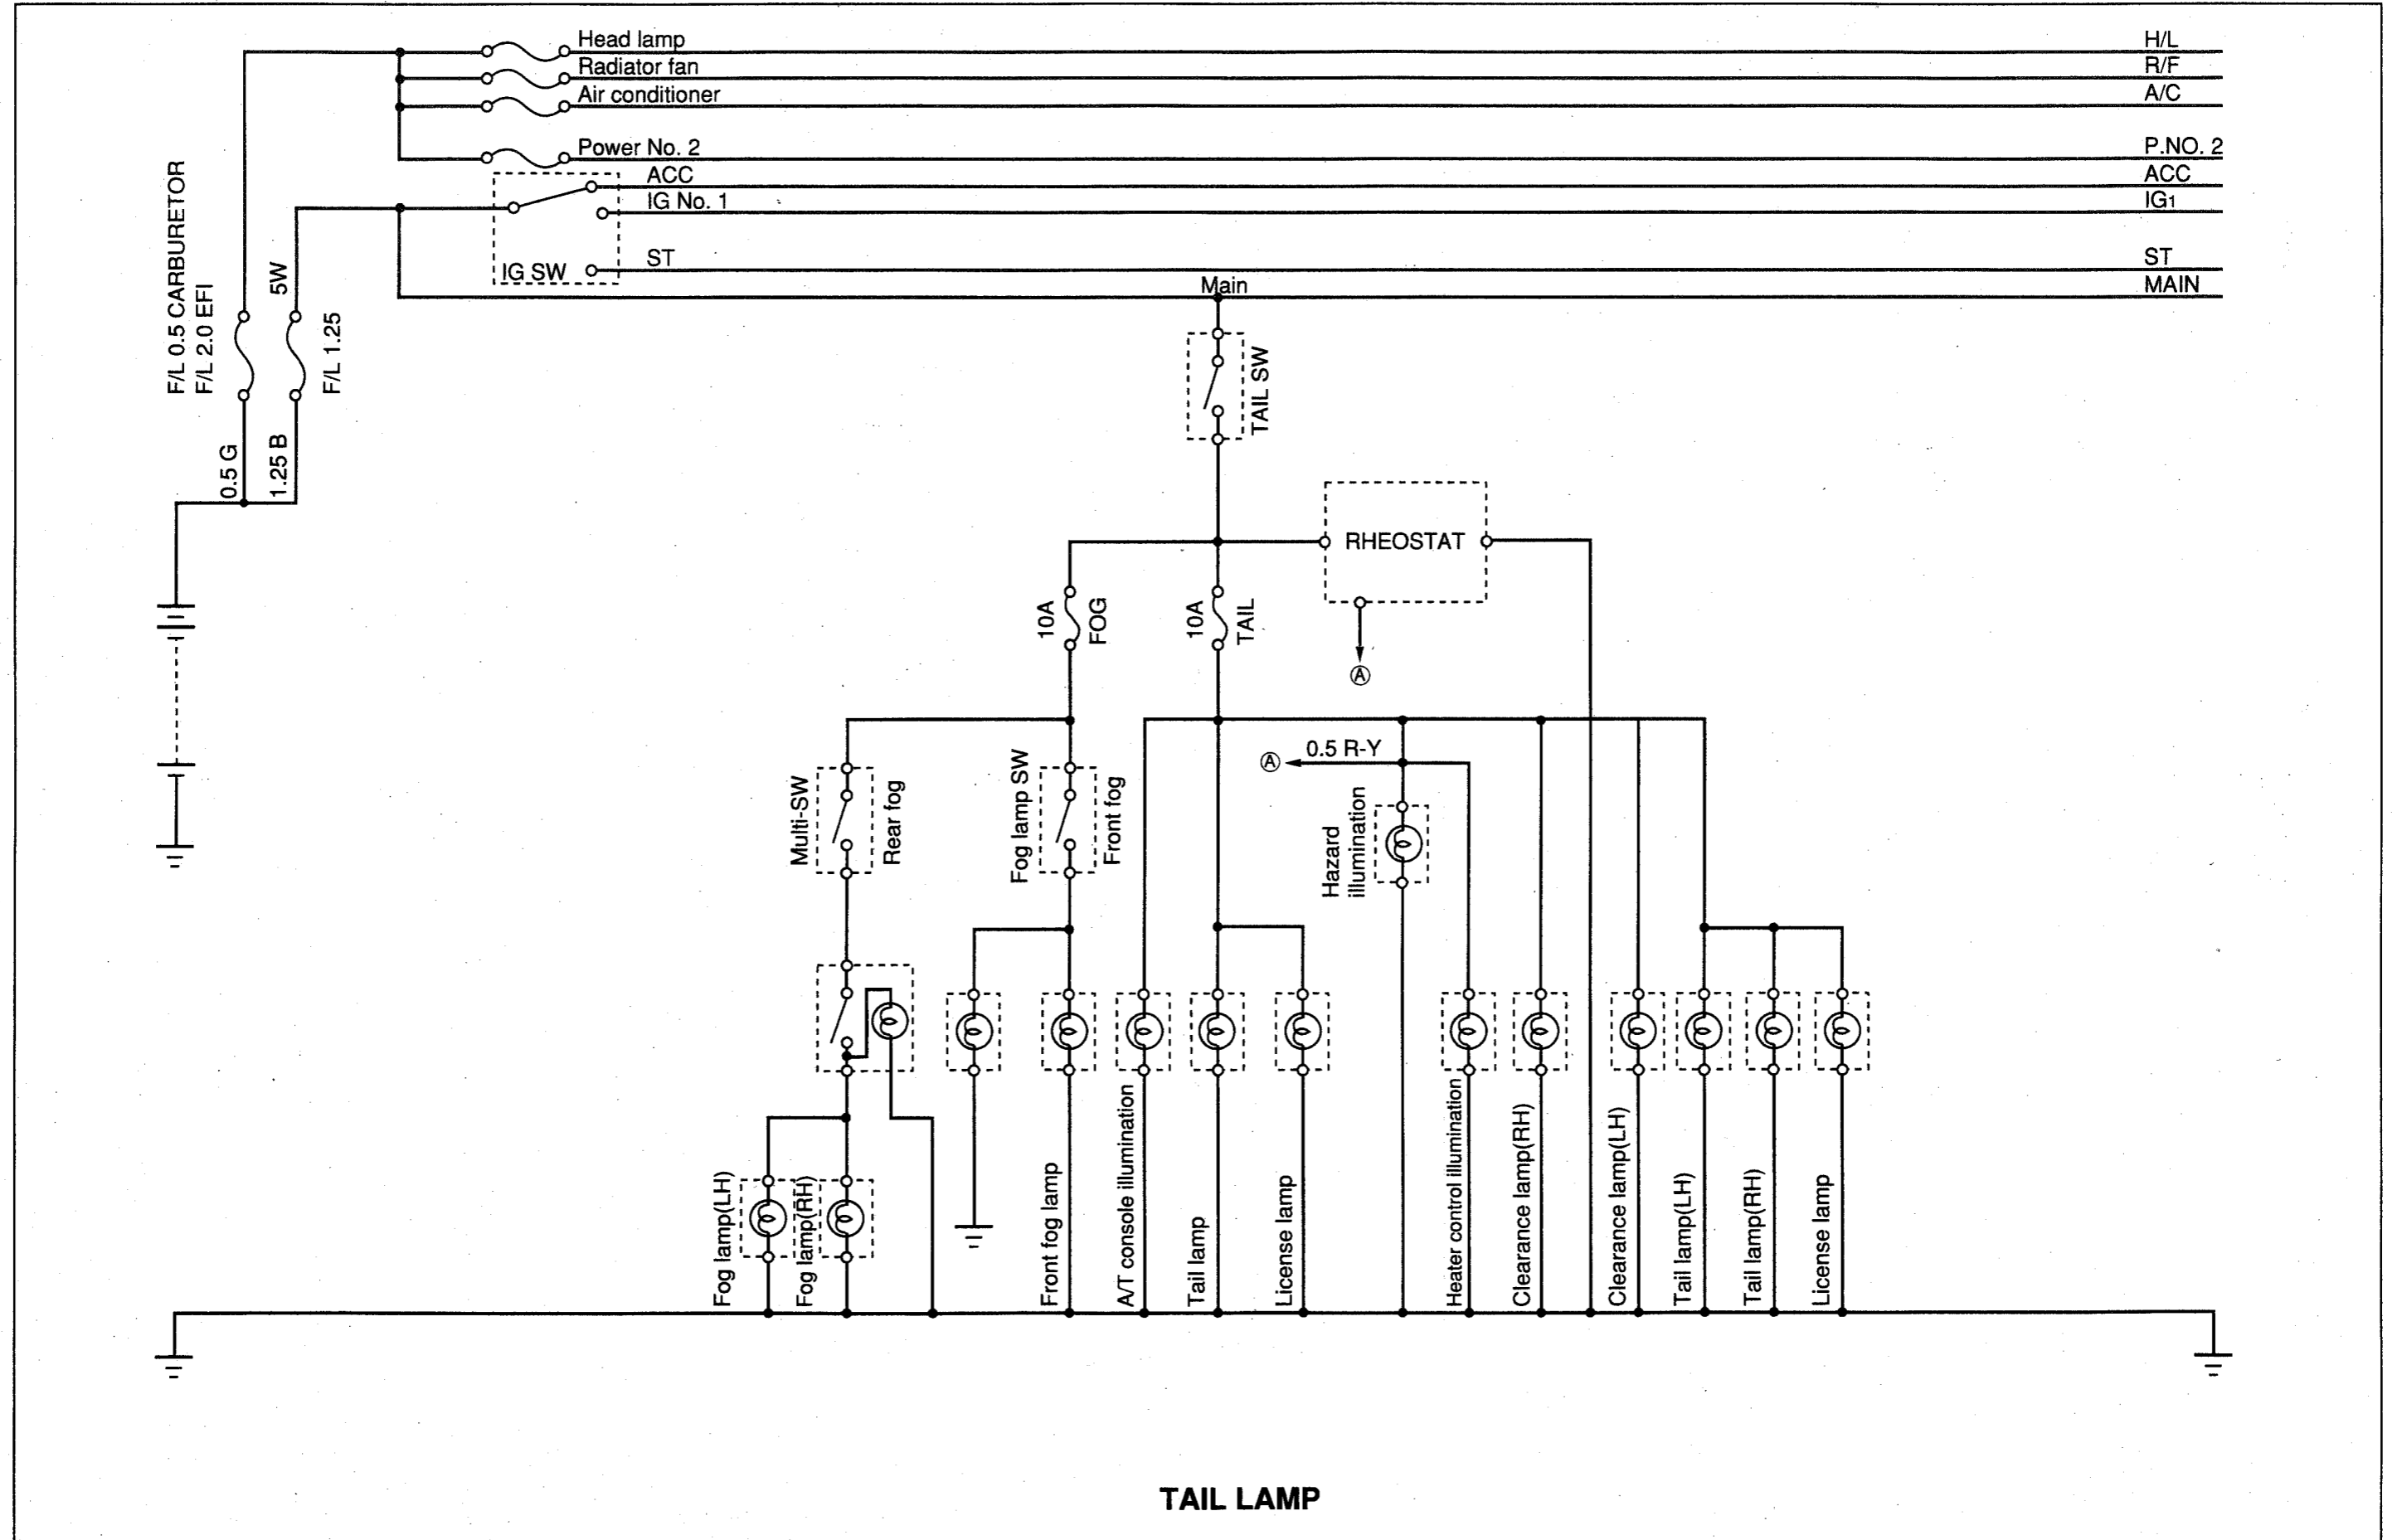 Head lamp
H/L
Radiator fan
R/F
Air conditioner
A/C
Power No. 2
P.NO. 2
ACC
ACC
IG No. 1
IG1
IG SW
ST
ST
Main
MAIN
F/L 0.5 CARBURETOR
F/L 2.0 EFI
5W
F/L 1.25
0.5 G
1.25 B
TAIL SW
RHEOSTAT
10A
FOG
10A
TAIL
A
A
0.5 R-Y
Multi-SW
Rear fog
Fog lamp SW
Front fog
Hazard
illumination
Fog lamp(LH)
Fog lamp(RH)
Front fog lamp
A/T console illumination
Tail lamp
License lamp
Heater control illumination
Clearance lamp(RH)
Clearance lamp(LH)
Tail lamp(LH)
Tail lamp(RH)
License lamp
TAIL LAMP